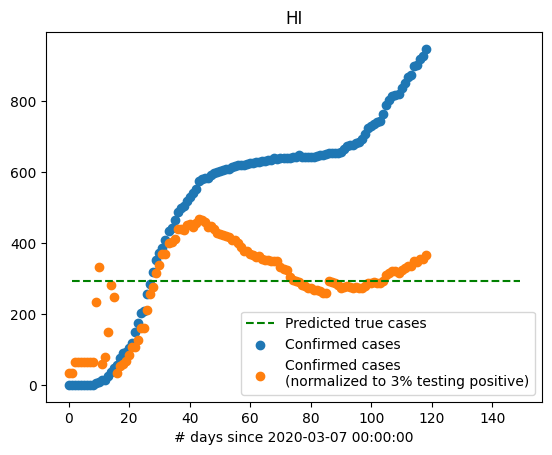 HI
800
600
400
200
0
0 20 40 60 80 100 120 140
# days since 2020-03-07 00:00:00
Predicted true cases
Confirmed cases
Confirmed cases
(normalized to 3% testing positive)